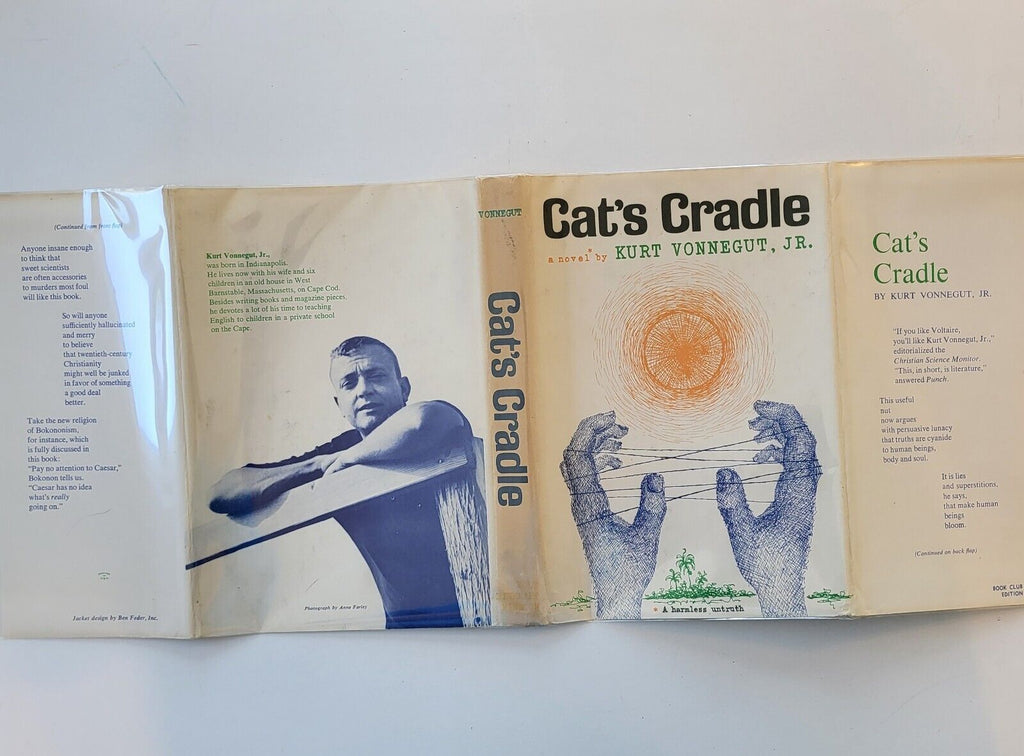 (Continued from front flap)
Anyone insane enough
to think that
sweet scientists
are often accessories
to murders most foul
will like this book.
So will anyone
sufficiently hallucinated
and merry
to believe
that twentieth-century
Christianity
might well be junked
in favor of something
a good deal
better.
Take the new religion
of Bokononism,
for instance, which
is fully discussed in
this book:
"Pay no attention to Caesar,"
Bokonon tells us.
"Caesar has no idea
what's really
going on."
Jacket design by Ben Feder, Inc.
Kurt Vonnegut, Jr.,
was born in Indianapolis.
He lives now with his wife and six
children in an old house in West
Barnstable, Massachusetts, on Cape Cod.
Besides writing books and magazine pieces,
he devotes a lot of his time to teaching
English to children in a private school
on the Cape.
Photograph by Anne Farley
VONNEGUT
Cat's Cradle
Cat's Cradle
a novel* by KURT VONNEGUT, JR.
* A harmless untruth
Cat's
Cradle
BY KURT VONNEGUT, JR.
"If you like Voltaire,
you'll like Kurt Vonnegut, Jr.,"
editorialized the
Christian Science Monitor.
"This, in short, is literature,"
answered Punch.
This useful
nut
now argues
with persuasive lunacy
that truths are cyanide
to human beings,
body and soul.
It is lies
and superstitions,
he says,
that make human
beings
bloom.
(Continued on back flap)
BOOK CLUB
EDITION